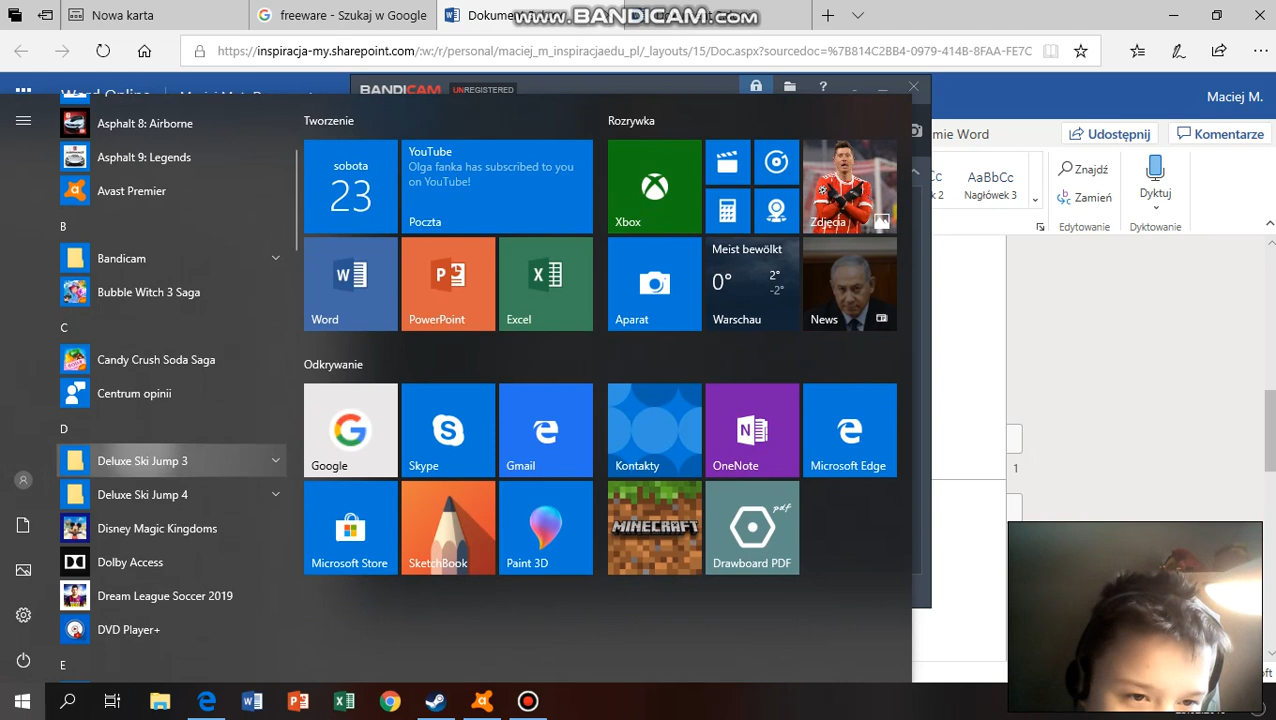 Nowa karta
freeware - Szukaj w Google
Dokument
WWW.BANDICAM.COM
https://inspiracja-my.sharepoint.com/:w:/r/personal/maciej_m_inspiracjaedu_pl/_layouts/15/Doc.aspx?sourcedoc=%7B814C2BB4-0979-414B-8FAA-FE7C
Word Online
BANDICAM UNREGISTERED
Maciej M.
mie Word
Udostępnij
Komentarze
Cc
k 2
AaBbCc
Nagłówek 3
Znajdź
Zamień
Edytowanie
Dyktuj
Dyktowanie
1
Asphalt 8: Airborne
Asphalt 9: Legends
Avast Premier
B
Bandicam
Bubble Witch 3 Saga
C
Candy Crush Soda Saga
Centrum opinii
D
Deluxe Ski Jump 3
Deluxe Ski Jump 4
Disney Magic Kingdoms
Dolby Access
Dream League Soccer 2019
DVD Player+
E
Tworzenie
sobota
23
YouTube
Olga fanka has subscribed to you
on YouTube!
Poczta
Word
PowerPoint
Excel
Odkrywanie
Google
Skype
Gmail
Microsoft Store
SketchBook
Paint 3D
Rozrywka
Xbox
Zdjęcia
Aparat
Meist bewölkt
0° 2°
-2°
Warschau
News
Kontakty
OneNote
Microsoft Edge
MINECRAFT
pdf
Drawboard PDF